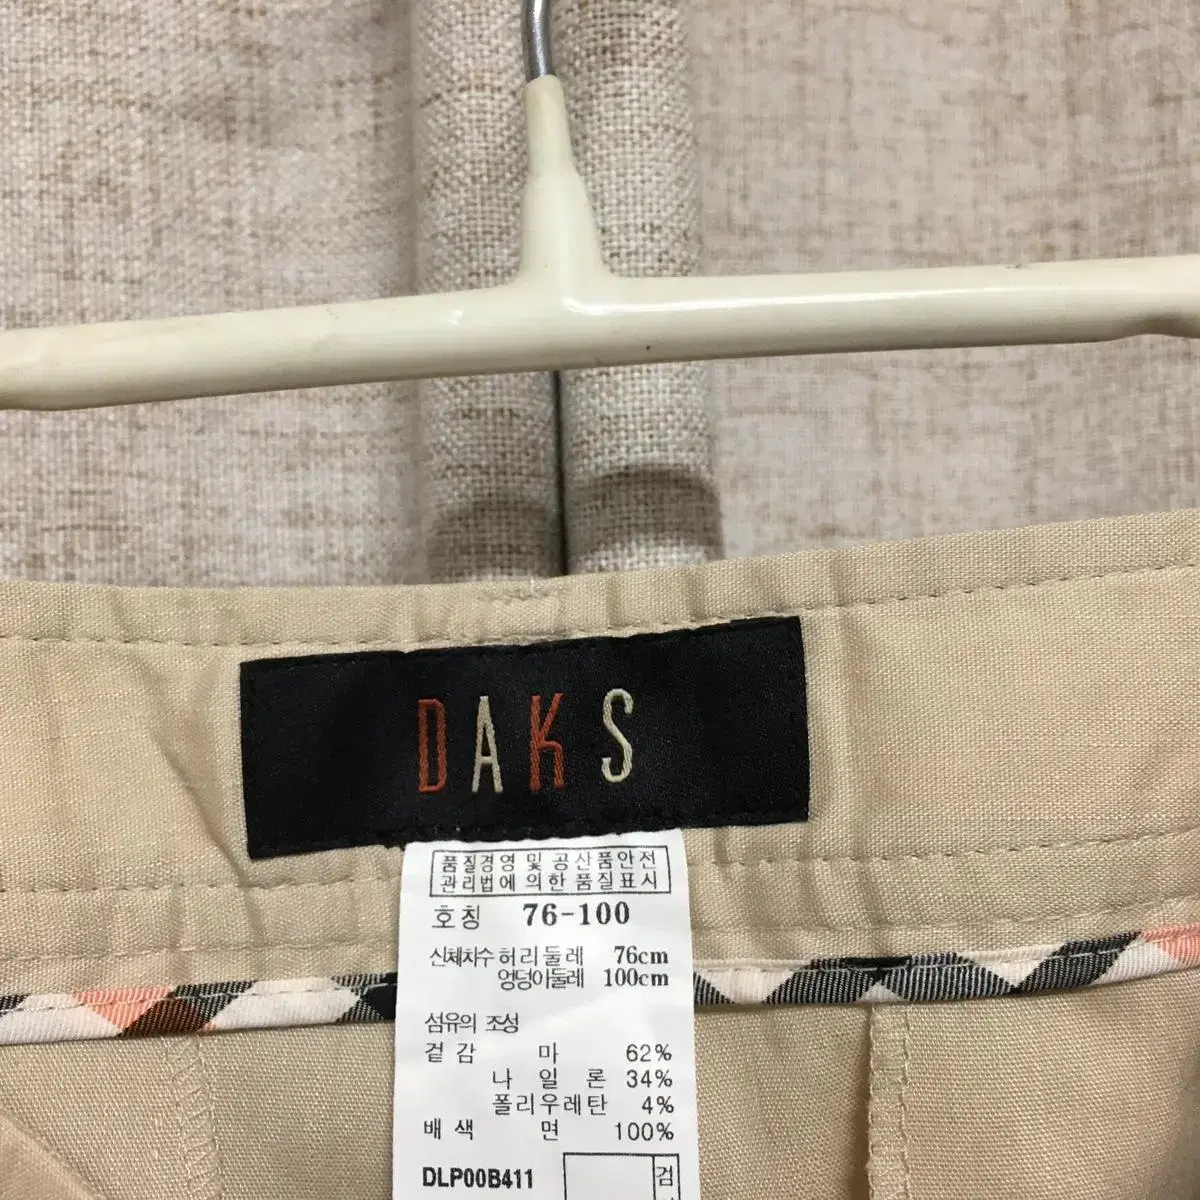 DAKS
품질경영 및 공산품안전
관리법에 의한 품질표시
호칭 76-100
신체치수 허리둘레 76cm
엉덩이둘레 100cm
섬유의 조성
겉감 마 62%
나일론 34%
폴리우레탄 4%
배색 면 100%
DLP00B411
검